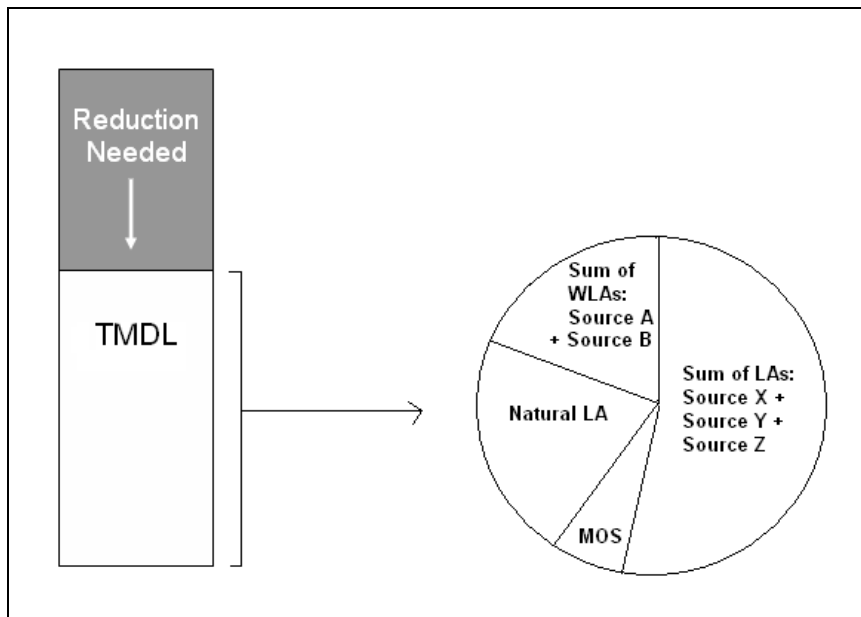 Reduction
Needed
TMDL
Sum of
WLAs:
Source A
+ Source B
Sum of LAs:
Source X +
Source Y +
Source Z
Natural LA
MOS